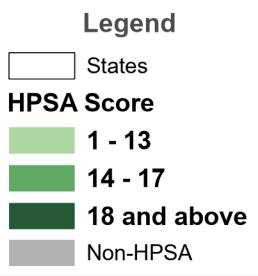 Legend
States
HPSA Score
1 - 13
14 - 17
18 and above
Non-HPSA